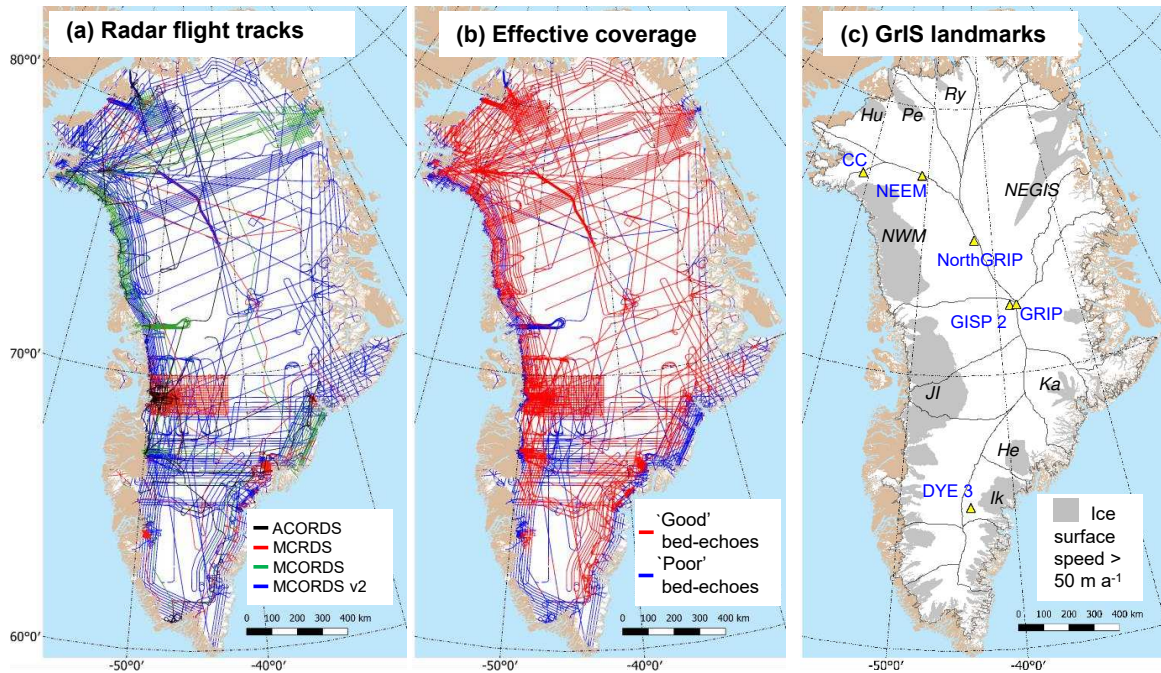 (a) Radar flight tracks
80°0'
70°0'
60°0'
-50°0'
-40°0'
ACORDS
MCRDS
MCORDS
MCORDS v2
0 100 200 300 400 km
(b) Effective coverage
`Good’
bed-echoes
`Poor’
bed-echoes
0 100 200 300 400 km
-50°0'
-40°0'
(c) GrIS landmarks
Ry
Hu
Pe
CC
NEEM
NEGIS
NWM
NorthGRIP
GISP 2
GRIP
Ka
JI
He
DYE 3
Ik
Ice
surface
speed >
50 m a-1
0 100 200 300 400 km
-50°0'
-40°0'